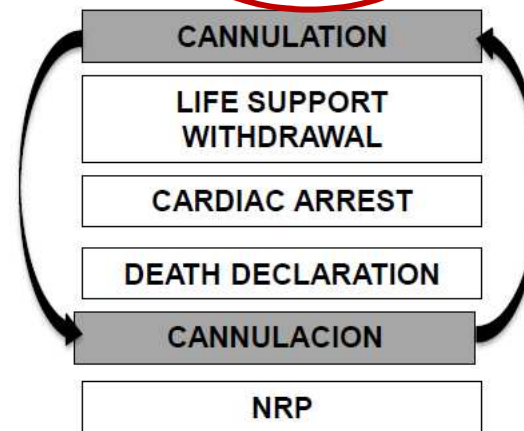 CANNULATION
LIFE SUPPORT
WITHDRAWAL
CARDIAC ARREST
DEATH DECLARATION
CANNULACION
NRP